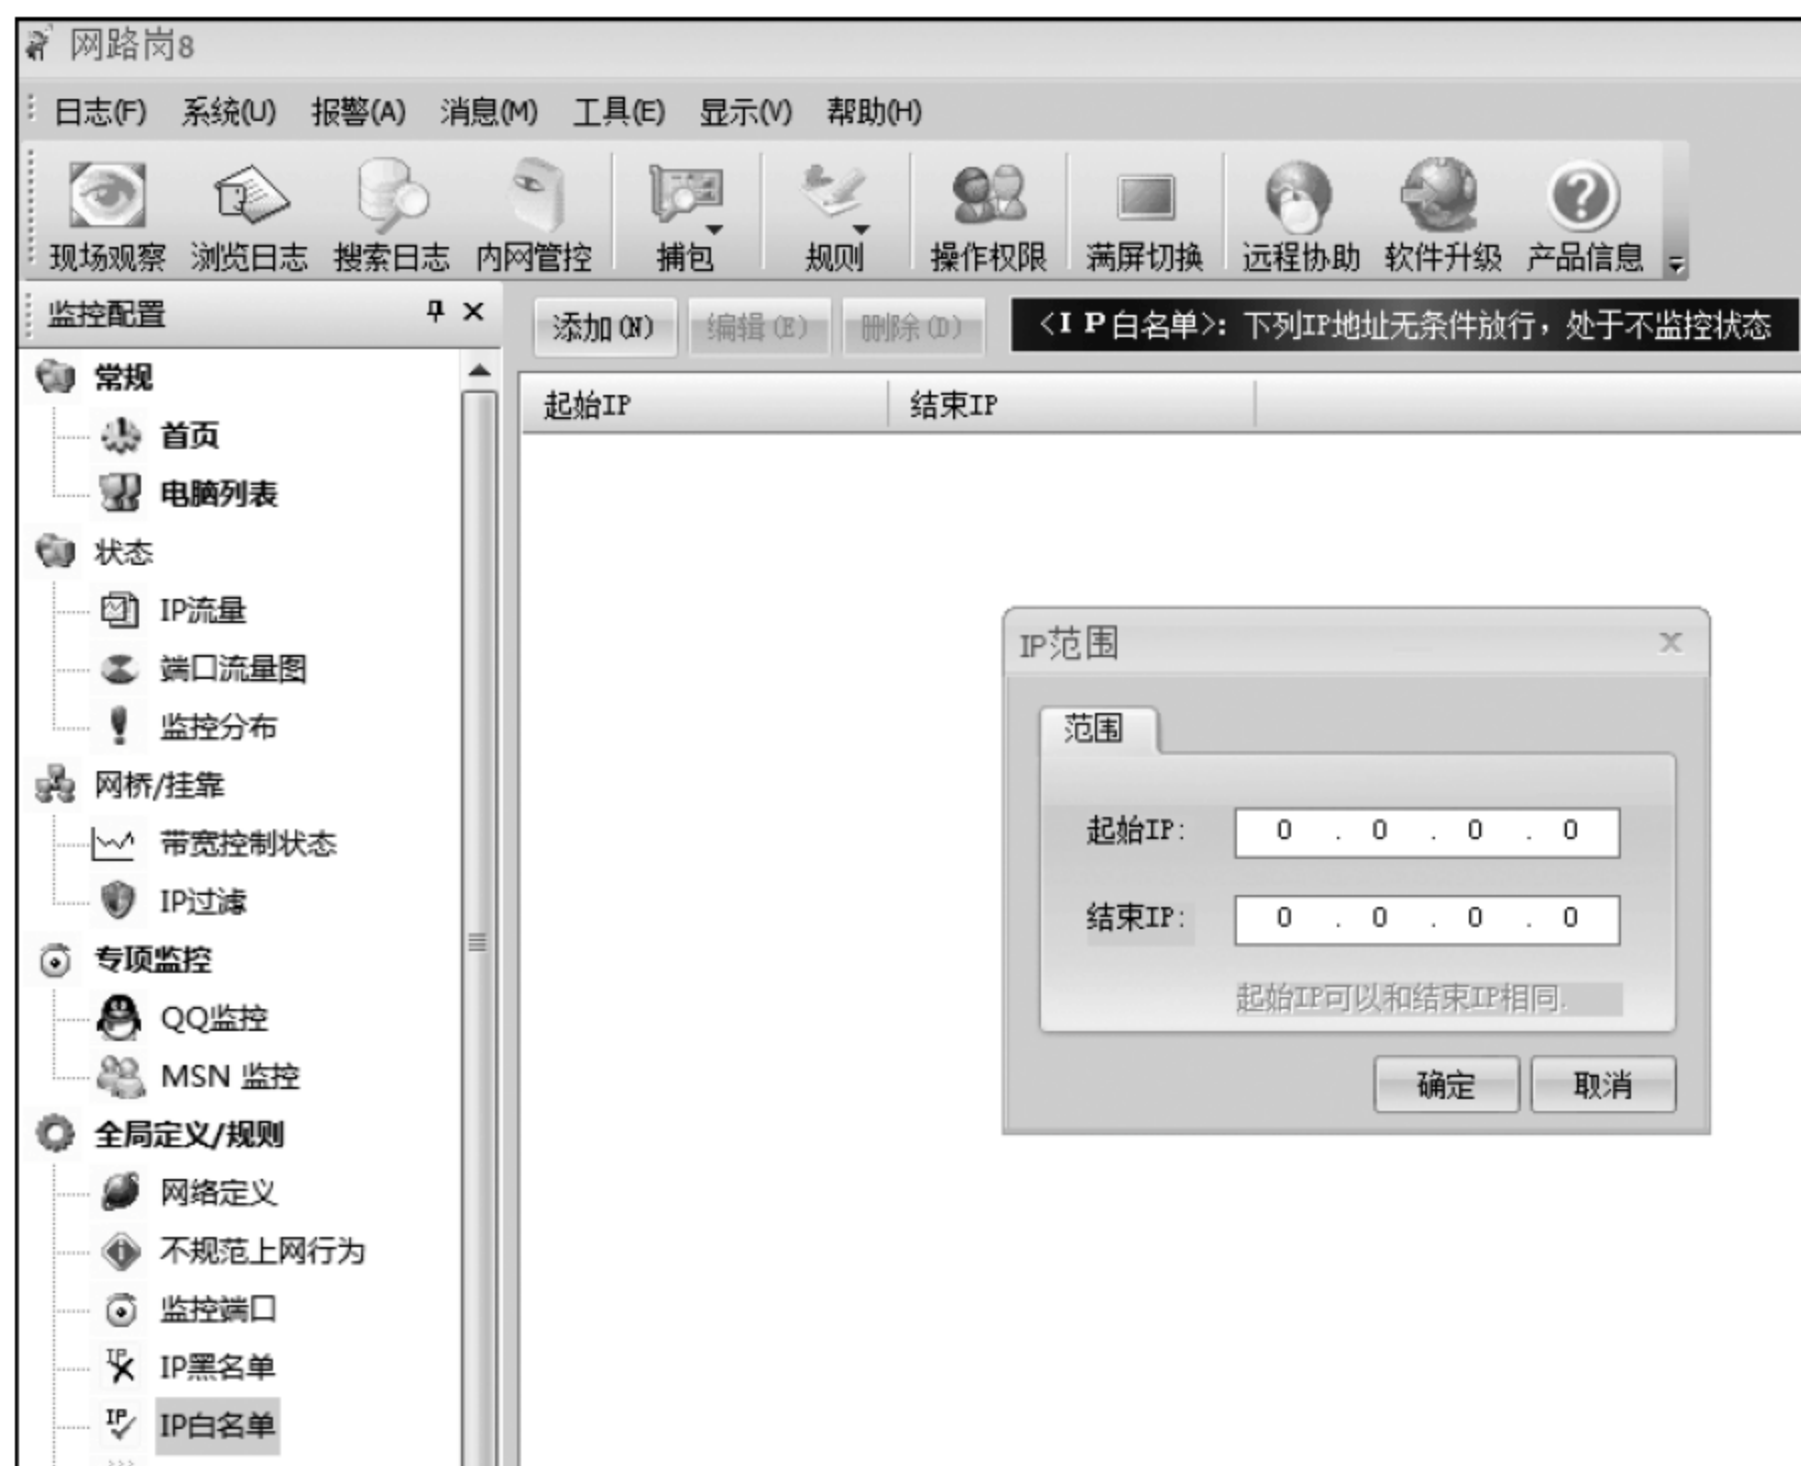 网路岗8
日志(F) 系统(U) 报警(A) 消息(M) 工具(E) 显示(V) 帮助(H)
现场观察 浏览日志 搜索日志 内网管控 捕包 规则 操作权限 满屏切换 远程协助 软件升级 产品信息
监控配置
添加(N) 编辑(E) 删除(D) <IP白名单>: 下列IP地址无条件放行，处于不监控状态
起始IP 结束IP
常规
首页
电脑列表
状态
IP流量
端口流量图
监控分布
网桥/挂靠
带宽控制状态
IP过滤
专项监控
QQ监控
MSN 监控
全局定义/规则
网络定义
不规范上网行为
监控端口
IP黑名单
IP白名单
IP范围
范围
起始IP: 0 . 0 . 0 . 0
结束IP: 0 . 0 . 0 . 0
起始IP可以和结束IP相同.
确定 取消